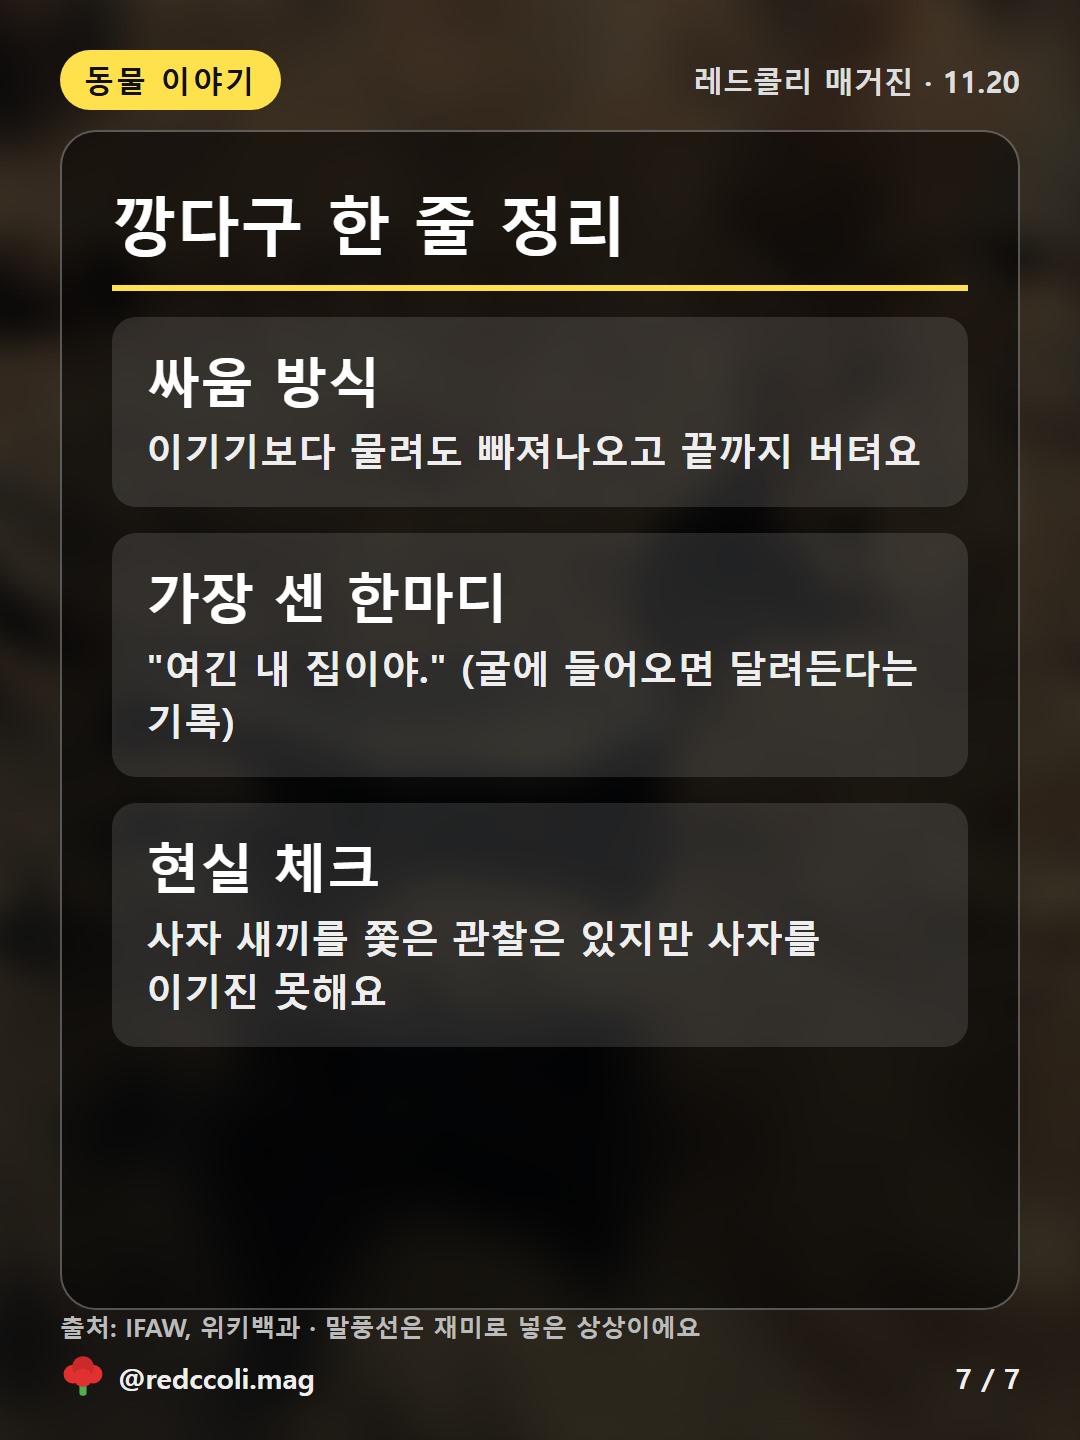 동물 이야기
레드콜리 매거진 · 11.20
깡다구 한 줄 정리
싸움 방식
이기기보다 물려도 빠져나오고 끝까지 버텨요
가장 센 한마디
"여긴 내 집이야." (굴에 들어오면 달려든다는
기록)
현실 체크
사자 새끼를 쫓은 관찰은 있지만 사자를
이기진 못해요
출처: IFAW, 위키백과 · 말풍선은 재미로 넣은 상상이에요
@redccoli.mag
7 / 7